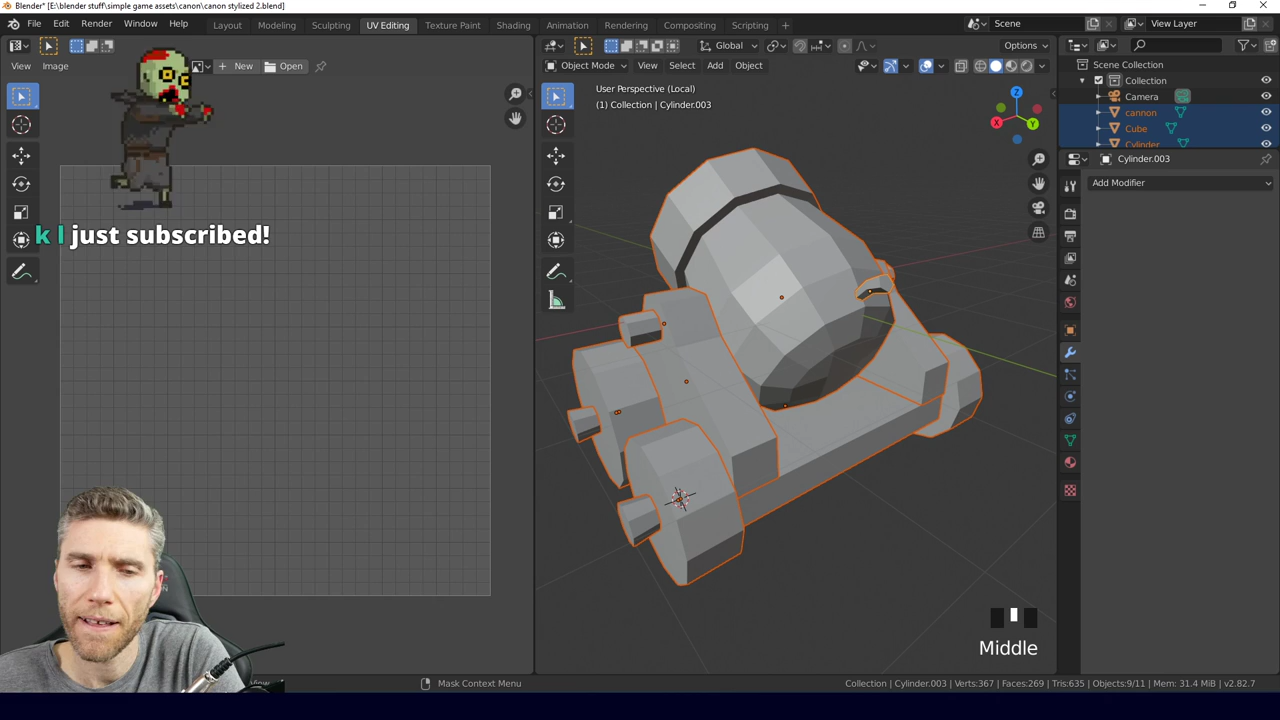 Blender* [E:\blender stuff\simple game assets\canon\canon stylized 2.blend]
File Edit Render Window Help Layout Modeling Sculpting UV Editing Texture Paint Shading Animation Rendering Compositing Scripting + Scene View Layer
Global Options
View Image New Open Object Mode View Select Add Object
User Perspective (Local)
(1) Collection | Cylinder.003
Z
X
Y
Scene Collection
Collection
Camera
cannon
Cube
Cylinder
Cylinder.003
Add Modifier
k I just subscribed!
Middle
Mask Context Menu
Collection | Cylinder.003 | Verts:367 | Faces:269 | Tris:635 | Objects:9/11 | Mem: 31.4 MiB | v2.82.7